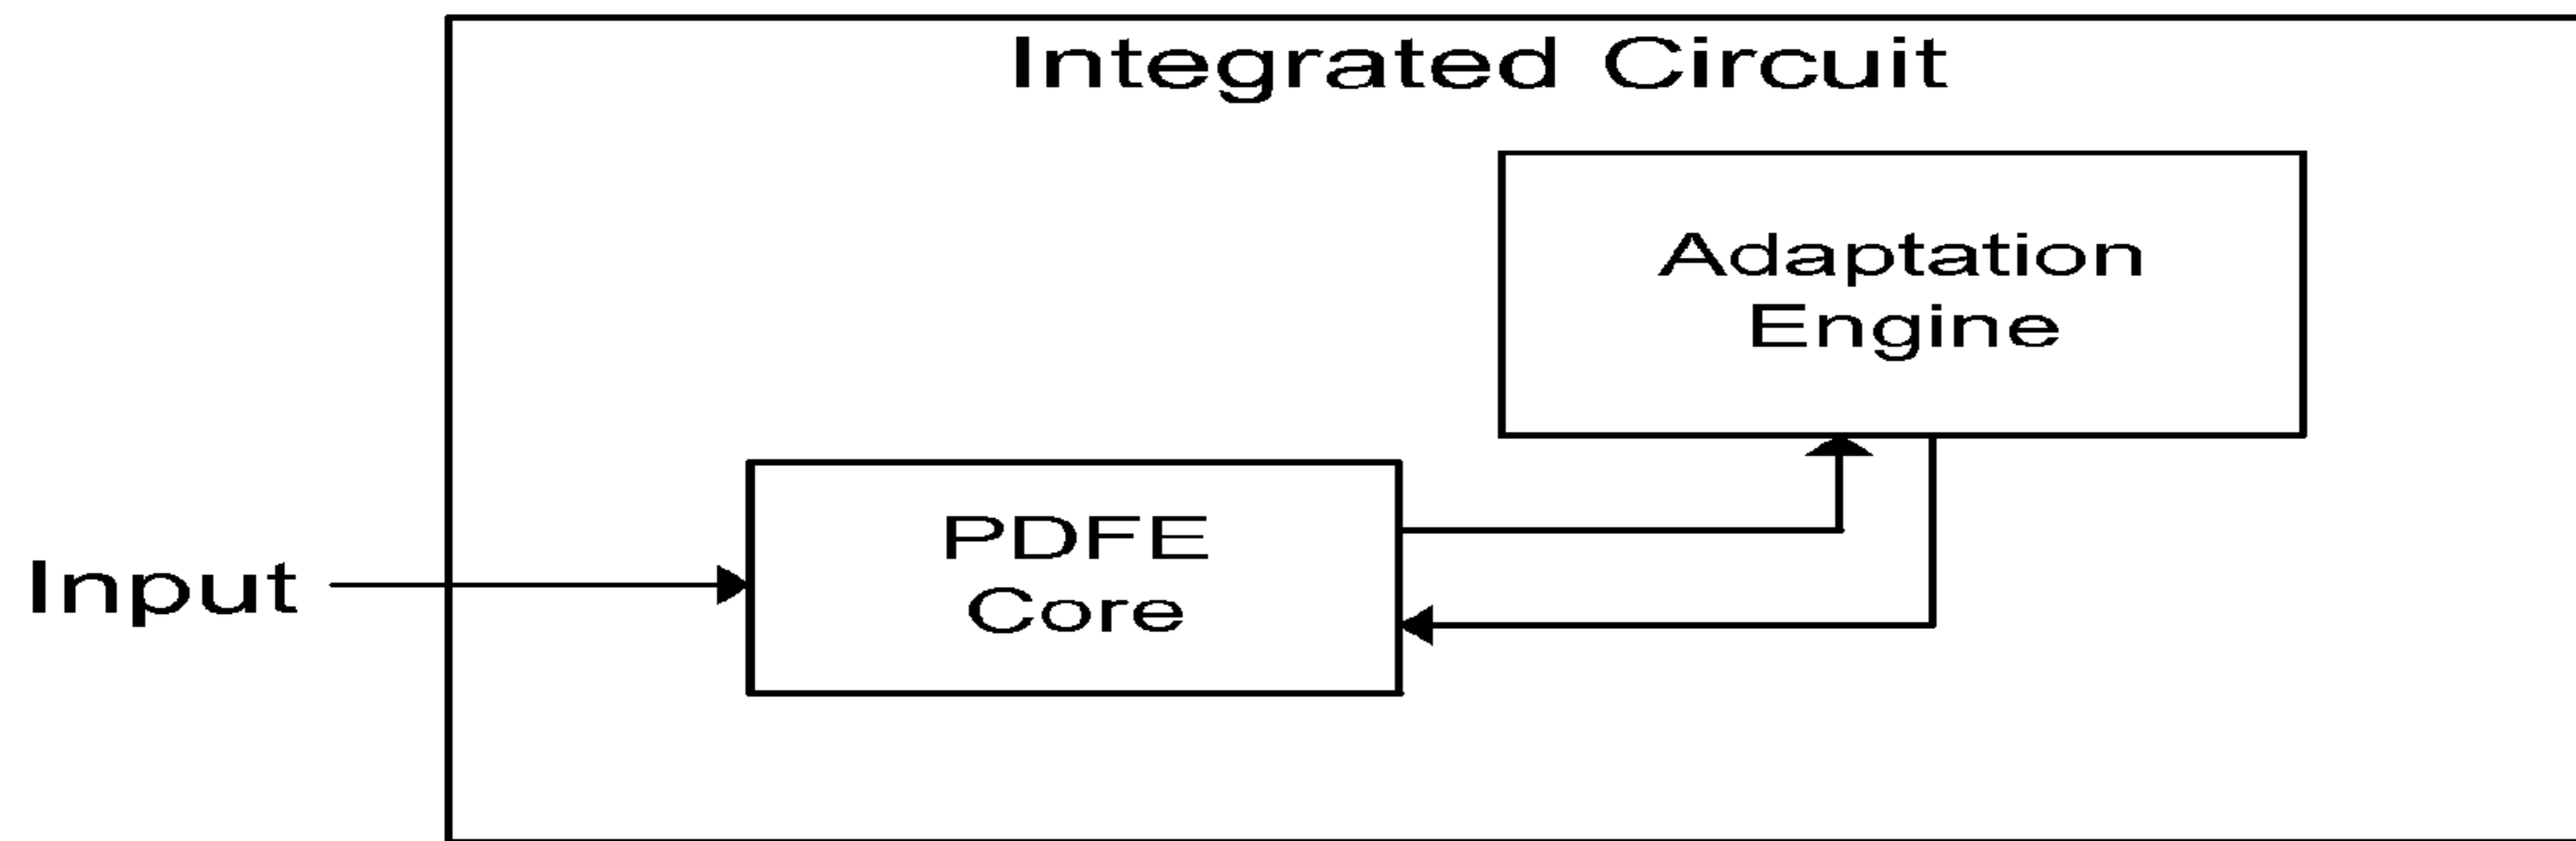 Integrated Circuit
Adaptation
Engine
PDFE
Core
Input